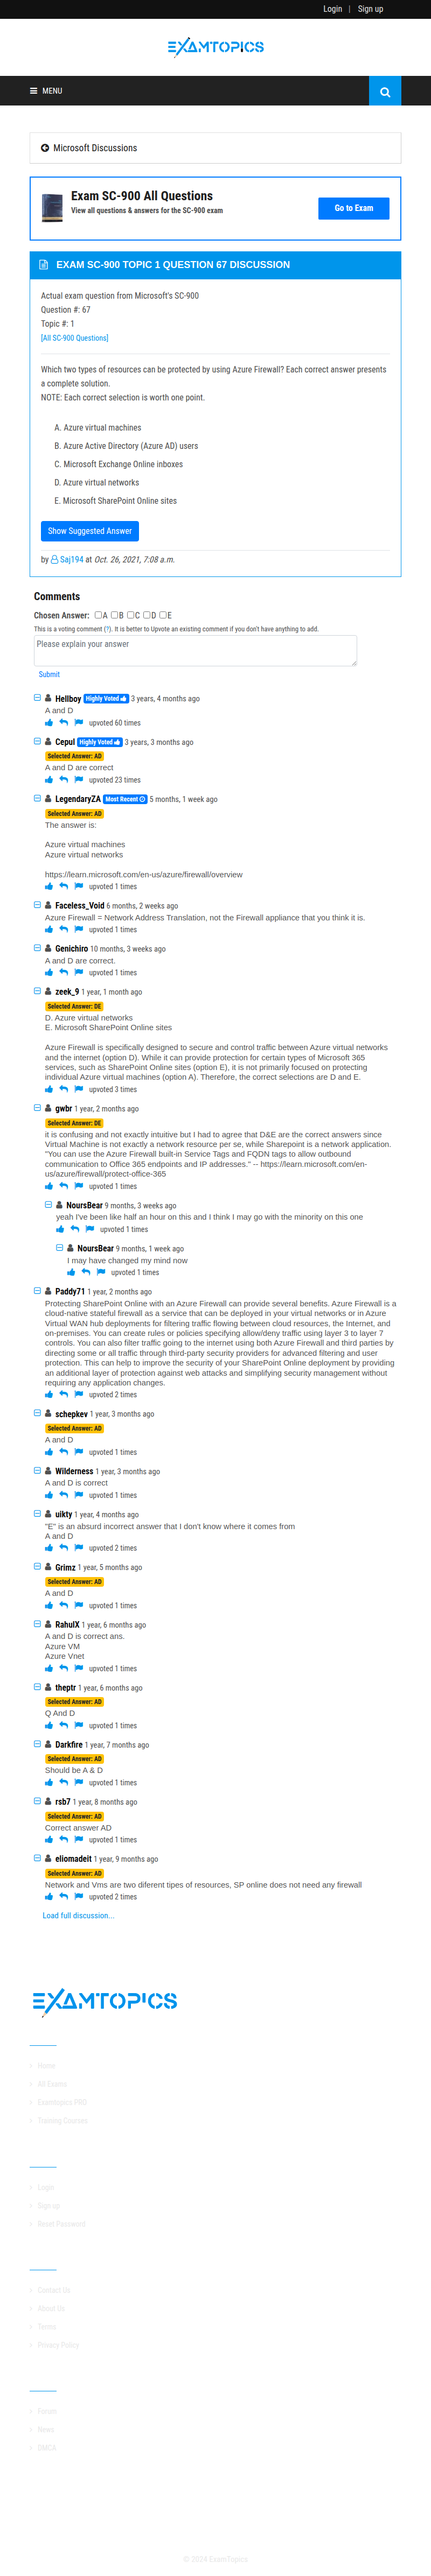 Login | Sign up
EXAMTOPICS
MENU
Microsoft Discussions
Exam SC-900 All Questions
View all questions & answers for the SC-900 exam
Go to Exam
EXAM SC-900 TOPIC 1 QUESTION 67 DISCUSSION
Actual exam question from Microsoft's SC-900
Question #: 67
Topic #: 1
[All SC-900 Questions]
Which two types of resources can be protected by using Azure Firewall? Each correct answer presents
a complete solution.
NOTE: Each correct selection is worth one point.
A. Azure virtual machines
B. Azure Active Directory (Azure AD) users
C. Microsoft Exchange Online inboxes
D. Azure virtual networks
E. Microsoft SharePoint Online sites
Show Suggested Answer
by Saj194 at Oct. 26, 2021, 7:08 a.m.
Comments
Chosen Answer: A B C D E
This is a voting comment (?). It is better to Upvote an existing comment if you don't have anything to add.
Please explain your answer
Submit
Hellboy Highly Voted 3 years, 4 months ago
A and D
upvoted 60 times
Cepul Highly Voted 3 years, 3 months ago
Selected Answer: AD
A and D are correct
upvoted 23 times
LegendaryZA Most Recent 5 months, 1 week ago
Selected Answer: AD
The answer is:
Azure virtual machines
Azure virtual networks
https://learn.microsoft.com/en-us/azure/firewall/overview
upvoted 1 times
Faceless_Void 6 months, 2 weeks ago
Azure Firewall = Network Address Translation, not the Firewall appliance that you think it is.
upvoted 1 times
Genichiro 10 months, 3 weeks ago
A and D are correct.
upvoted 1 times
zeek_9 1 year, 1 month ago
Selected Answer: DE
D. Azure virtual networks
E. Microsoft SharePoint Online sites
Azure Firewall is specifically designed to secure and control traffic between Azure virtual networks
and the internet (option D). While it can provide protection for certain types of Microsoft 365
services, such as SharePoint Online sites (option E), it is not primarily focused on protecting
individual Azure virtual machines (option A). Therefore, the correct selections are D and E.
upvoted 3 times
gwbr 1 year, 2 months ago
Selected Answer: DE
it is confusing and not exactly intuitive but I had to agree that D&E are the correct answers since
Virtual Machine is not exactly a network resource per se, while Sharepoint is a network application.
"You can use the Azure Firewall built-in Service Tags and FQDN tags to allow outbound
communication to Office 365 endpoints and IP addresses." -- https://learn.microsoft.com/en-
us/azure/firewall/protect-office-365
upvoted 1 times
NoursBear 9 months, 3 weeks ago
yeah I've been like half an hour on this and I think I may go with the minority on this one
upvoted 1 times
NoursBear 9 months, 1 week ago
I may have changed my mind now
upvoted 1 times
Paddy71 1 year, 2 months ago
Protecting SharePoint Online with an Azure Firewall can provide several benefits. Azure Firewall is a
cloud-native stateful firewall as a service that can be deployed in your virtual networks or in Azure
Virtual WAN hub deployments for filtering traffic flowing between cloud resources, the Internet, and
on-premises. You can create rules or policies specifying allow/deny traffic using layer 3 to layer 7
controls. You can also filter traffic going to the internet using both Azure Firewall and third parties by
directing some or all traffic through third-party security providers for advanced filtering and user
protection. This can help to improve the security of your SharePoint Online deployment by providing
an additional layer of protection against web attacks and simplifying security management without
requiring any application changes.
upvoted 2 times
schepkev 1 year, 3 months ago
Selected Answer: AD
A and D
upvoted 1 times
Wilderness 1 year, 3 months ago
A and D is correct
upvoted 1 times
uikty 1 year, 4 months ago
"E" is an absurd incorrect answer that I don't know where it comes from
A and D
upvoted 2 times
Grimz 1 year, 5 months ago
Selected Answer: AD
A and D
upvoted 1 times
RahulX 1 year, 6 months ago
A and D is correct ans.
Azure VM
Azure Vnet
upvoted 1 times
theptr 1 year, 6 months ago
Selected Answer: AD
Q And D
upvoted 1 times
Darkfire 1 year, 7 months ago
Selected Answer: AD
Should be A & D
upvoted 1 times
rsb7 1 year, 8 months ago
Selected Answer: AD
Correct answer AD
upvoted 1 times
eliomadeit 1 year, 9 months ago
Selected Answer: AD
Network and Vms are two diferent tipes of resources, SP online does not need any firewall
upvoted 2 times
Load full discussion...
EXAMTOPICS
Home
All Exams
Examtopics PRO
Training Courses
Login
Sign up
Reset Password
Contact Us
About Us
Terms
Privacy Policy
Forum
News
DMCA
© 2024 ExamTopics